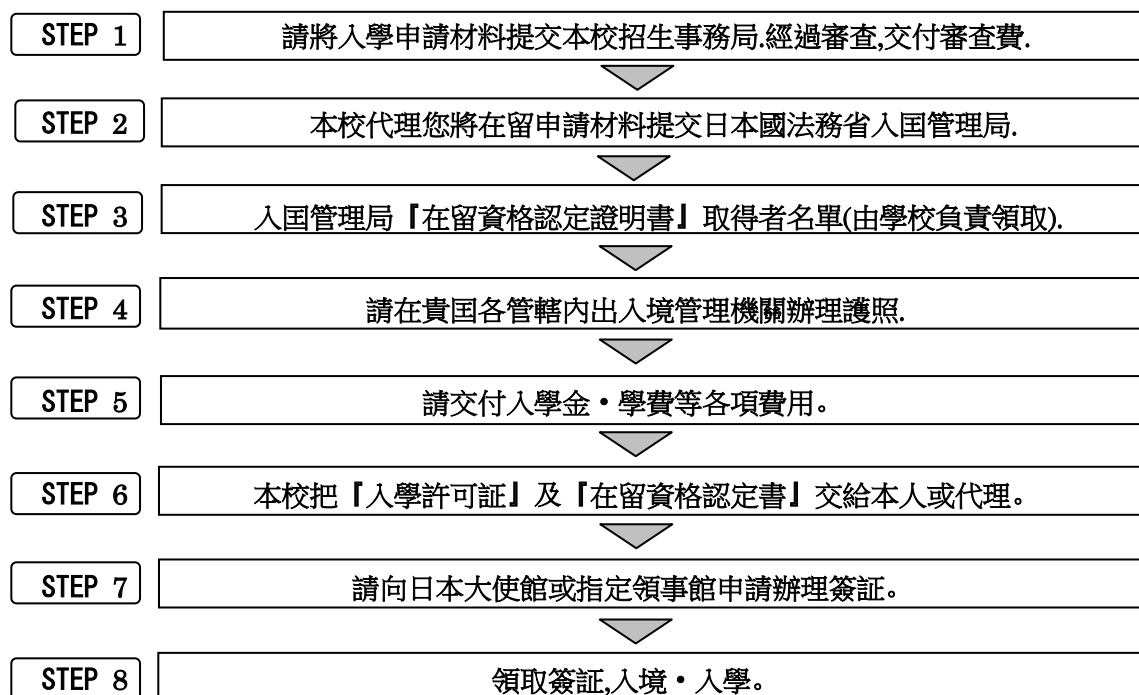 STEP 1 請將入學申請材料提交本校招生事務局.經過審查,交付審查費.
STEP 2 本校代理您將在留申請材料提交日本國法務省入囯管理局.
STEP 3 入囯管理局『在留資格認定證明書』取得者名單(由學校負責領取).
STEP 4 請在貴囯各管轄內出入境管理機關辦理護照.
STEP 5 請交付入學金・學費等各項費用。
STEP 6 本校把『入學許可証』及『在留資格認定書』交給本人或代理。
STEP 7 請向日本大使館或指定領事館申請辦理簽証。
STEP 8 領取簽証,入境・入學。